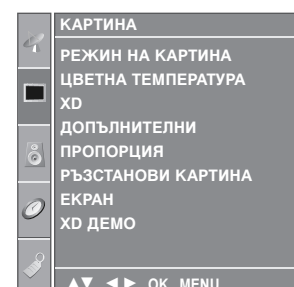 КАРТИНА
РЕЖИН НА КАРТИНА
ЦВЕТНА ТЕМПЕРАТУРА
XD
ДОПЪЛНИТЕЛНИ
ПРОПОРЦИЯ
РЪЗСТАНОВИ КАРТИНА
ЕКРАН
XD ДЕМО
▲▼ ◄► OK MENU